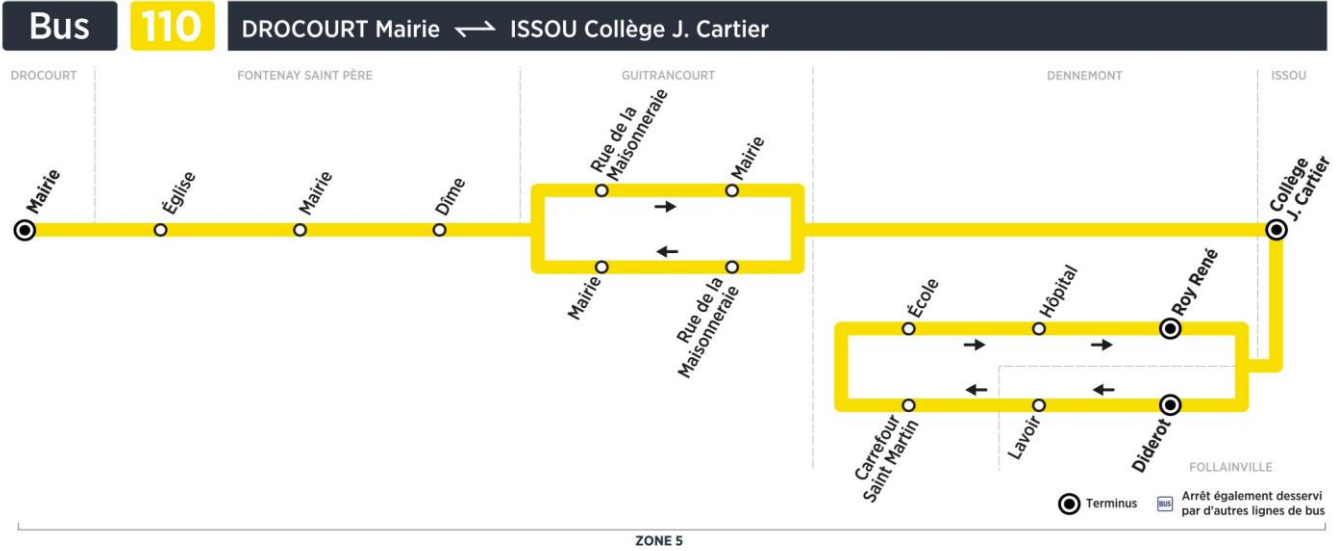 Bus 110 DROCOURT Mairie ISSOU Collège J. Cartier
DROCOURT FONTENAY SAINT PÈRE GUITRANCOURT DENNEMONT ISSOU
Mairie
Église
Mairie
Dîme
Rue de la
Maisonneraie
Mairie
Mairie
Rue de la
Maisonneraie
Collège
J. Cartier
École
Hôpital
Roy René
Carrefour
Saint Martin
Lavoir
Diderot
FOLLAINVILLE
Terminus
BUS
Arrêt également desservi
par d'autres lignes de bus
ZONE 5